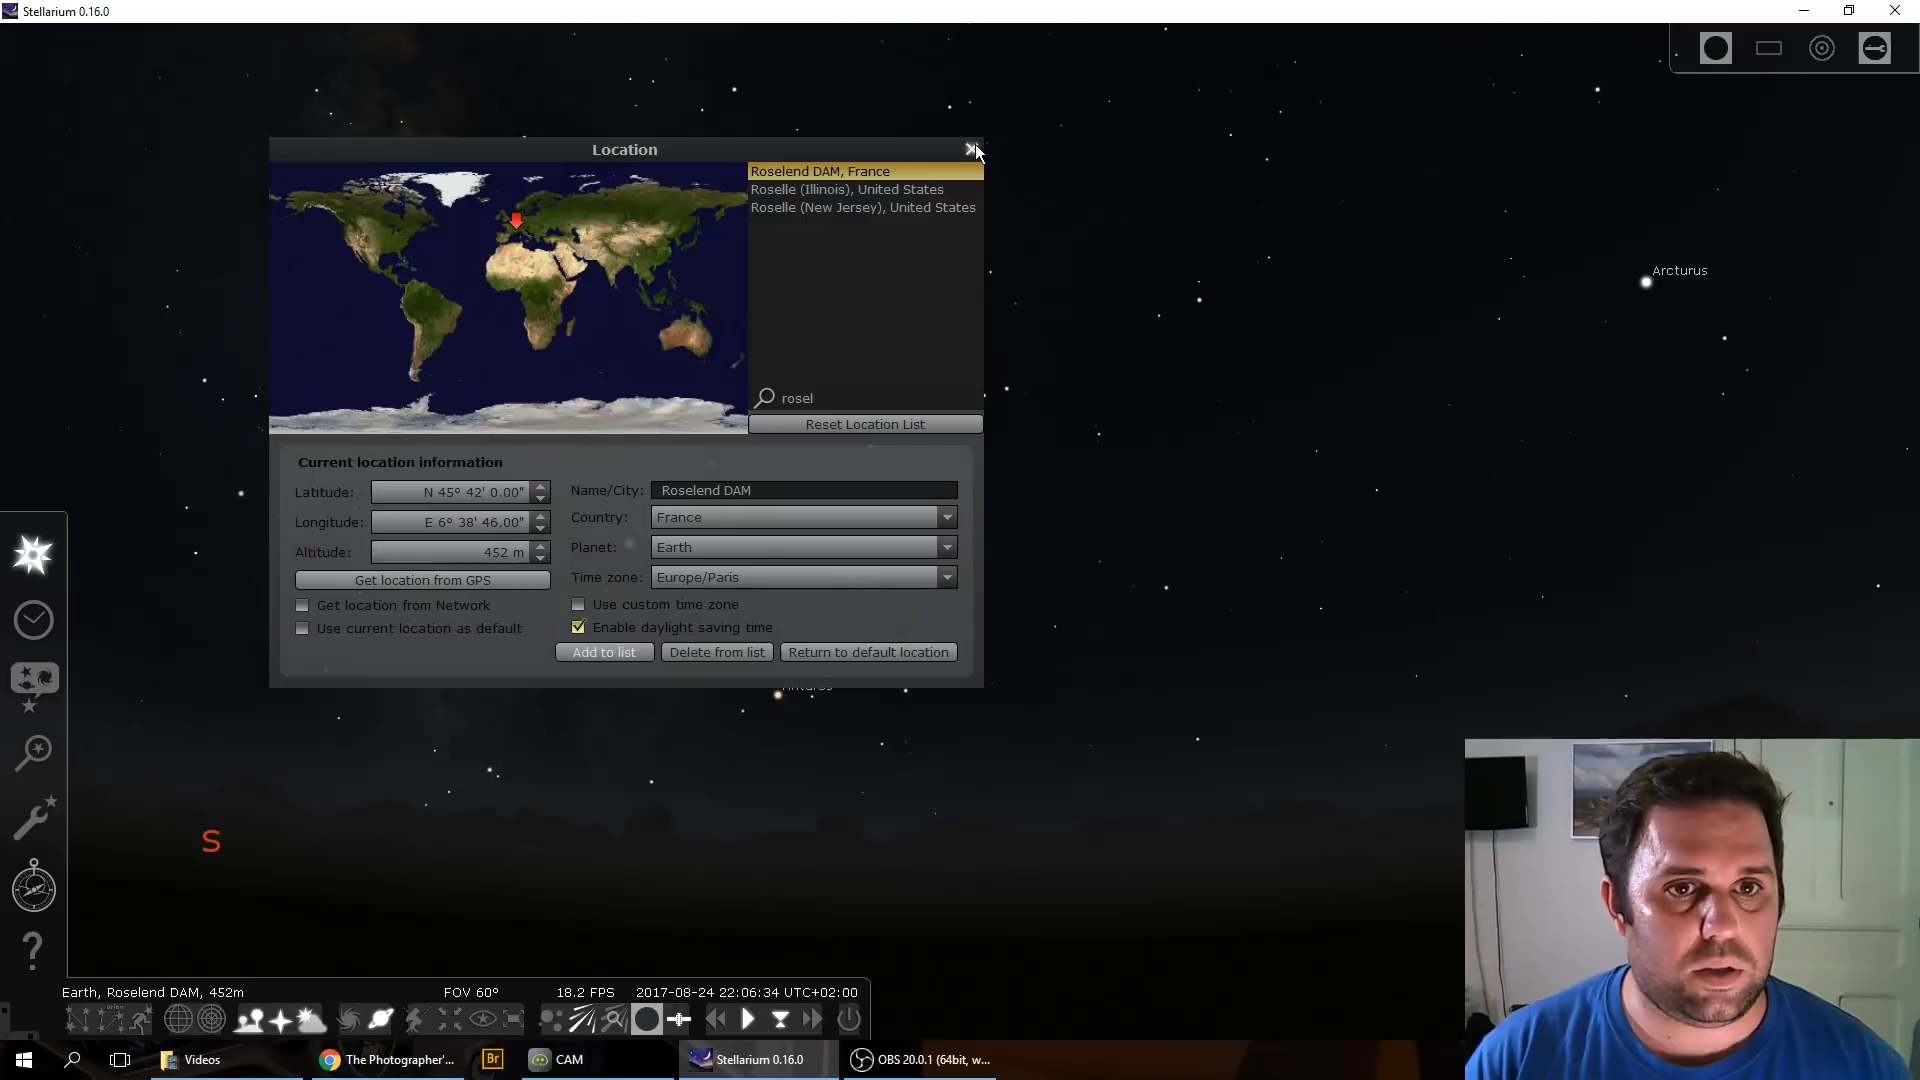 Stellarium 0.16.0
Location
Roselend DAM, France
Roselle (Illinois), United States
Roselle (New Jersey), United States
Arcturus
rosel
Reset Location List
Current location information
Latitude: N 45° 42' 0.00"
Name/City: Roselend DAM
Longitude: E 6° 38' 46.00"
Country: France
Altitude: 452 m
Planet: Earth
Get location from GPS
Time zone: Europe/Paris
Get location from Network
Use custom time zone
Use current location as default
Enable daylight saving time
Add to list
Delete from list
Return to default location
Antares
S
?
Earth, Roselend DAM, 452m FOV 60° 18.2 FPS 2017-08-24 22:06:34 UTC+02:00
Videos
The Photographer'...
Br
CAM
Stellarium 0.16.0
OBS 20.0.1 (64bit, w...